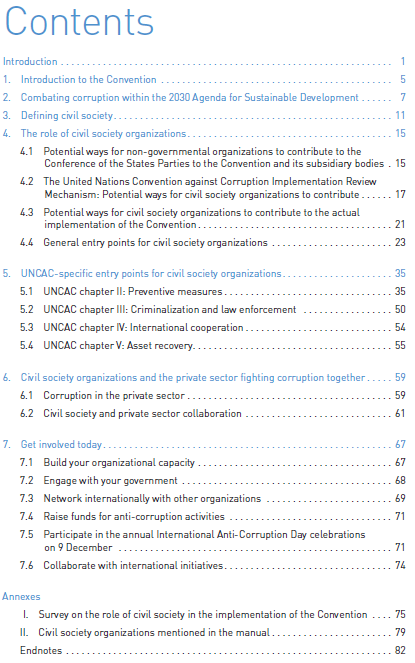 Contents
Introduction . . . . . . . . . . . . . . . . . . . . . . . . . . . . . . . . . . . . . . . . . . 1
1. Introduction to the Convention . . . . . . . . . . . . . . . . . . . . . . . . . . . . 5
2. Combating corruption within the 2030 Agenda for Sustainable Development . . . . . . 7
3. Defining civil society . . . . . . . . . . . . . . . . . . . . . . . . . . . . . . . . 11
4. The role of civil society organizations . . . . . . . . . . . . . . . . . . . . . . . . 15
4.1 Potential ways for non-governmental organizations to contribute to the
Conference of the States Parties to the Convention and its subsidiary bodies . 15
4.2 The United Nations Convention against Corruption Implementation Review
Mechanism: Potential ways for civil society organizations to contribute . . . . . . 17
4.3 Potential ways for civil society organizations to contribute to the actual
implementation of the Convention . . . . . . . . . . . . . . . . . . . . . . . . 21
4.4 General entry points for civil society organizations . . . . . . . . . . . . . . . . 23
5. UNCAC-specific entry points for civil society organizations . . . . . . . . . . . . . . 35
5.1 UNCAC chapter II: Preventive measures . . . . . . . . . . . . . . . . . . . . . 35
5.2 UNCAC chapter III: Criminalization and law enforcement . . . . . . . . . . . . 50
5.3 UNCAC chapter IV: International cooperation . . . . . . . . . . . . . . . . . . 54
5.4 UNCAC chapter V: Asset recovery . . . . . . . . . . . . . . . . . . . . . . . . 55
6. Civil society organizations and the private sector fighting corruption together . . . . . 59
6.1 Corruption in the private sector . . . . . . . . . . . . . . . . . . . . . . . . . 59
6.2 Civil society and private sector collaboration . . . . . . . . . . . . . . . . . . 61
7. Get involved today . . . . . . . . . . . . . . . . . . . . . . . . . . . . . . . . . . 67
7.1 Build your organizational capacity . . . . . . . . . . . . . . . . . . . . . . . . 67
7.2 Engage with your government . . . . . . . . . . . . . . . . . . . . . . . . . . 68
7.3 Network internationally with other organizations . . . . . . . . . . . . . . . . 69
7.4 Raise funds for anti-corruption activities . . . . . . . . . . . . . . . . . . . . 71
7.5 Participate in the annual International Anti-Corruption Day celebrations
on 9 December . . . . . . . . . . . . . . . . . . . . . . . . . . . . . . . . . . 71
7.6 Collaborate with international initiatives . . . . . . . . . . . . . . . . . . . . . 74
Annexes
I. Survey on the role of civil society in the implementation of the Convention . . . . 75
II. Civil society organizations mentioned in the manual . . . . . . . . . . . . . . . . 79
Endnotes . . . . . . . . . . . . . . . . . . . . . . . . . . . . . . . . . . . . . . . . 82